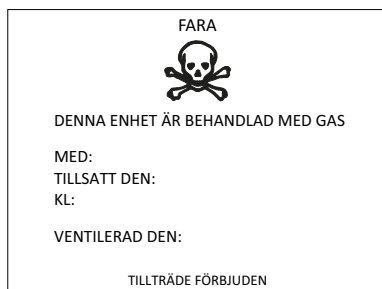 FARA
DENNA ENHET ÄR BEHANDLAD MED GAS
MED:
TILLSATT DEN:
KL:
VENTILERAD DEN:
TILLTRÄDE FÖRBJUDEN